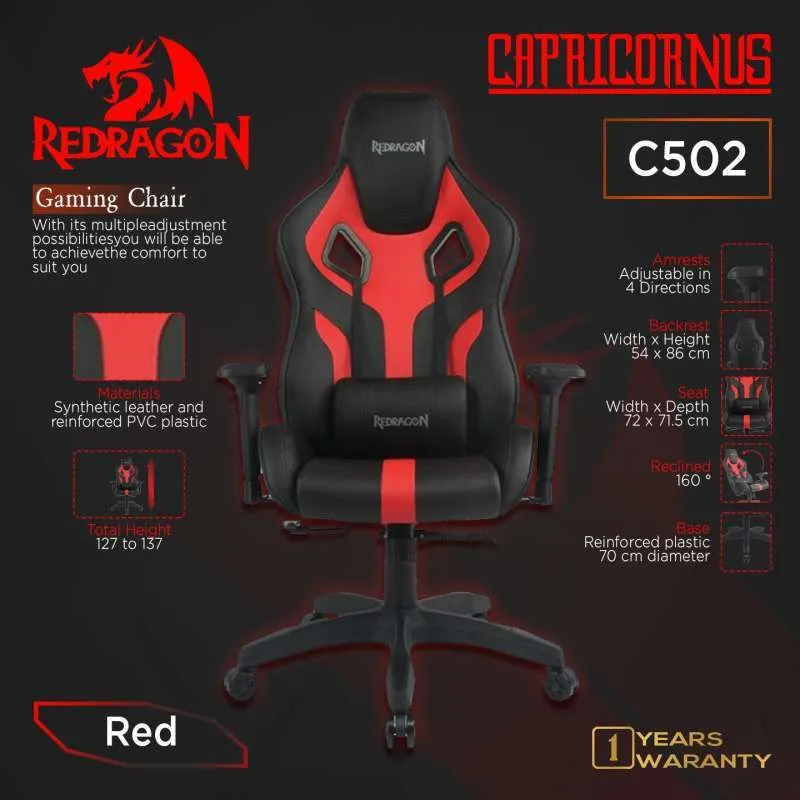 REDRAGON
CAPRICORNUS
C502
Gaming Chair
With its multipleadjustment
possibilitiesyou will be able
to achievethe comfort to
suit you
REDRAGON
REDRAGON
Materials
Synthetic leather and
reinforced PVC plastic
Total Height
127 to 137
Amrests
Adjustable in
4 Directions
Backrest
Width x Height
54 x 86 cm
Seat
Width x Depth
72 x 71.5 cm
Reclined
160 °
Base
Reinforced plastic
70 cm diameter
Red
1 YEARS
WARANTY